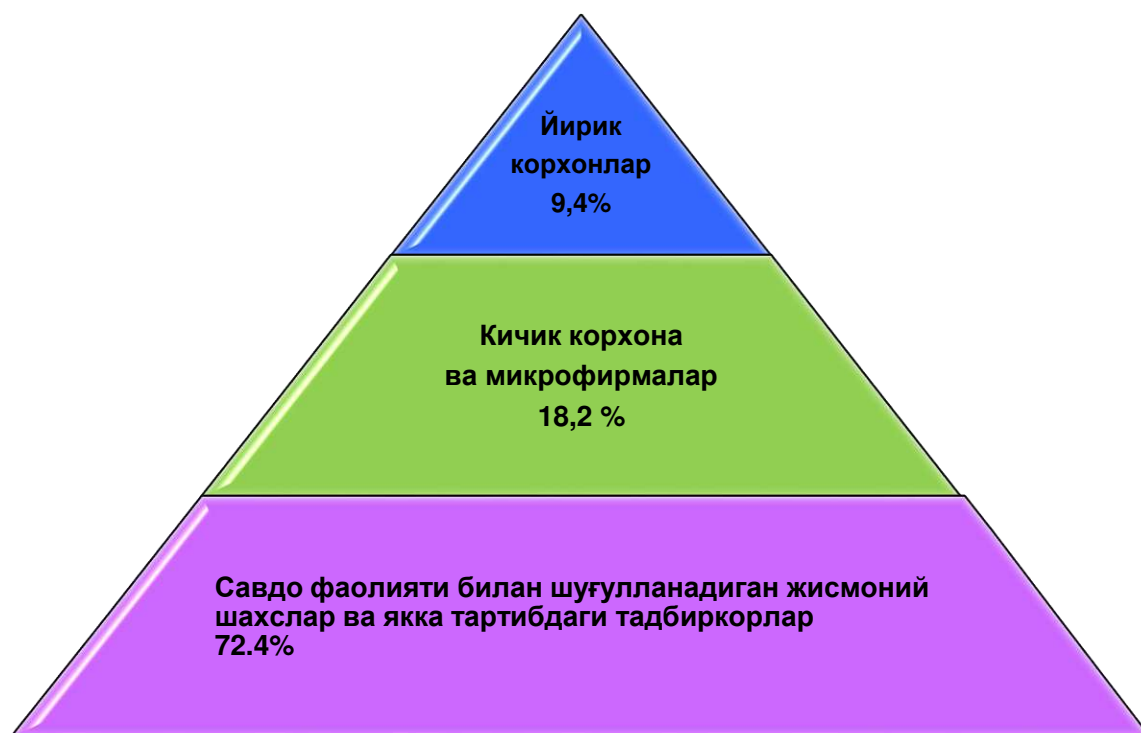 Йирик
корхонлар
9,4%
Кичик корхона
ва микрофирмалар
18,2 %
Савдо фаолияти билан шуғулланадиган жисмоний
шахслар ва якка тартибдаги тадбиркорлар
72.4%